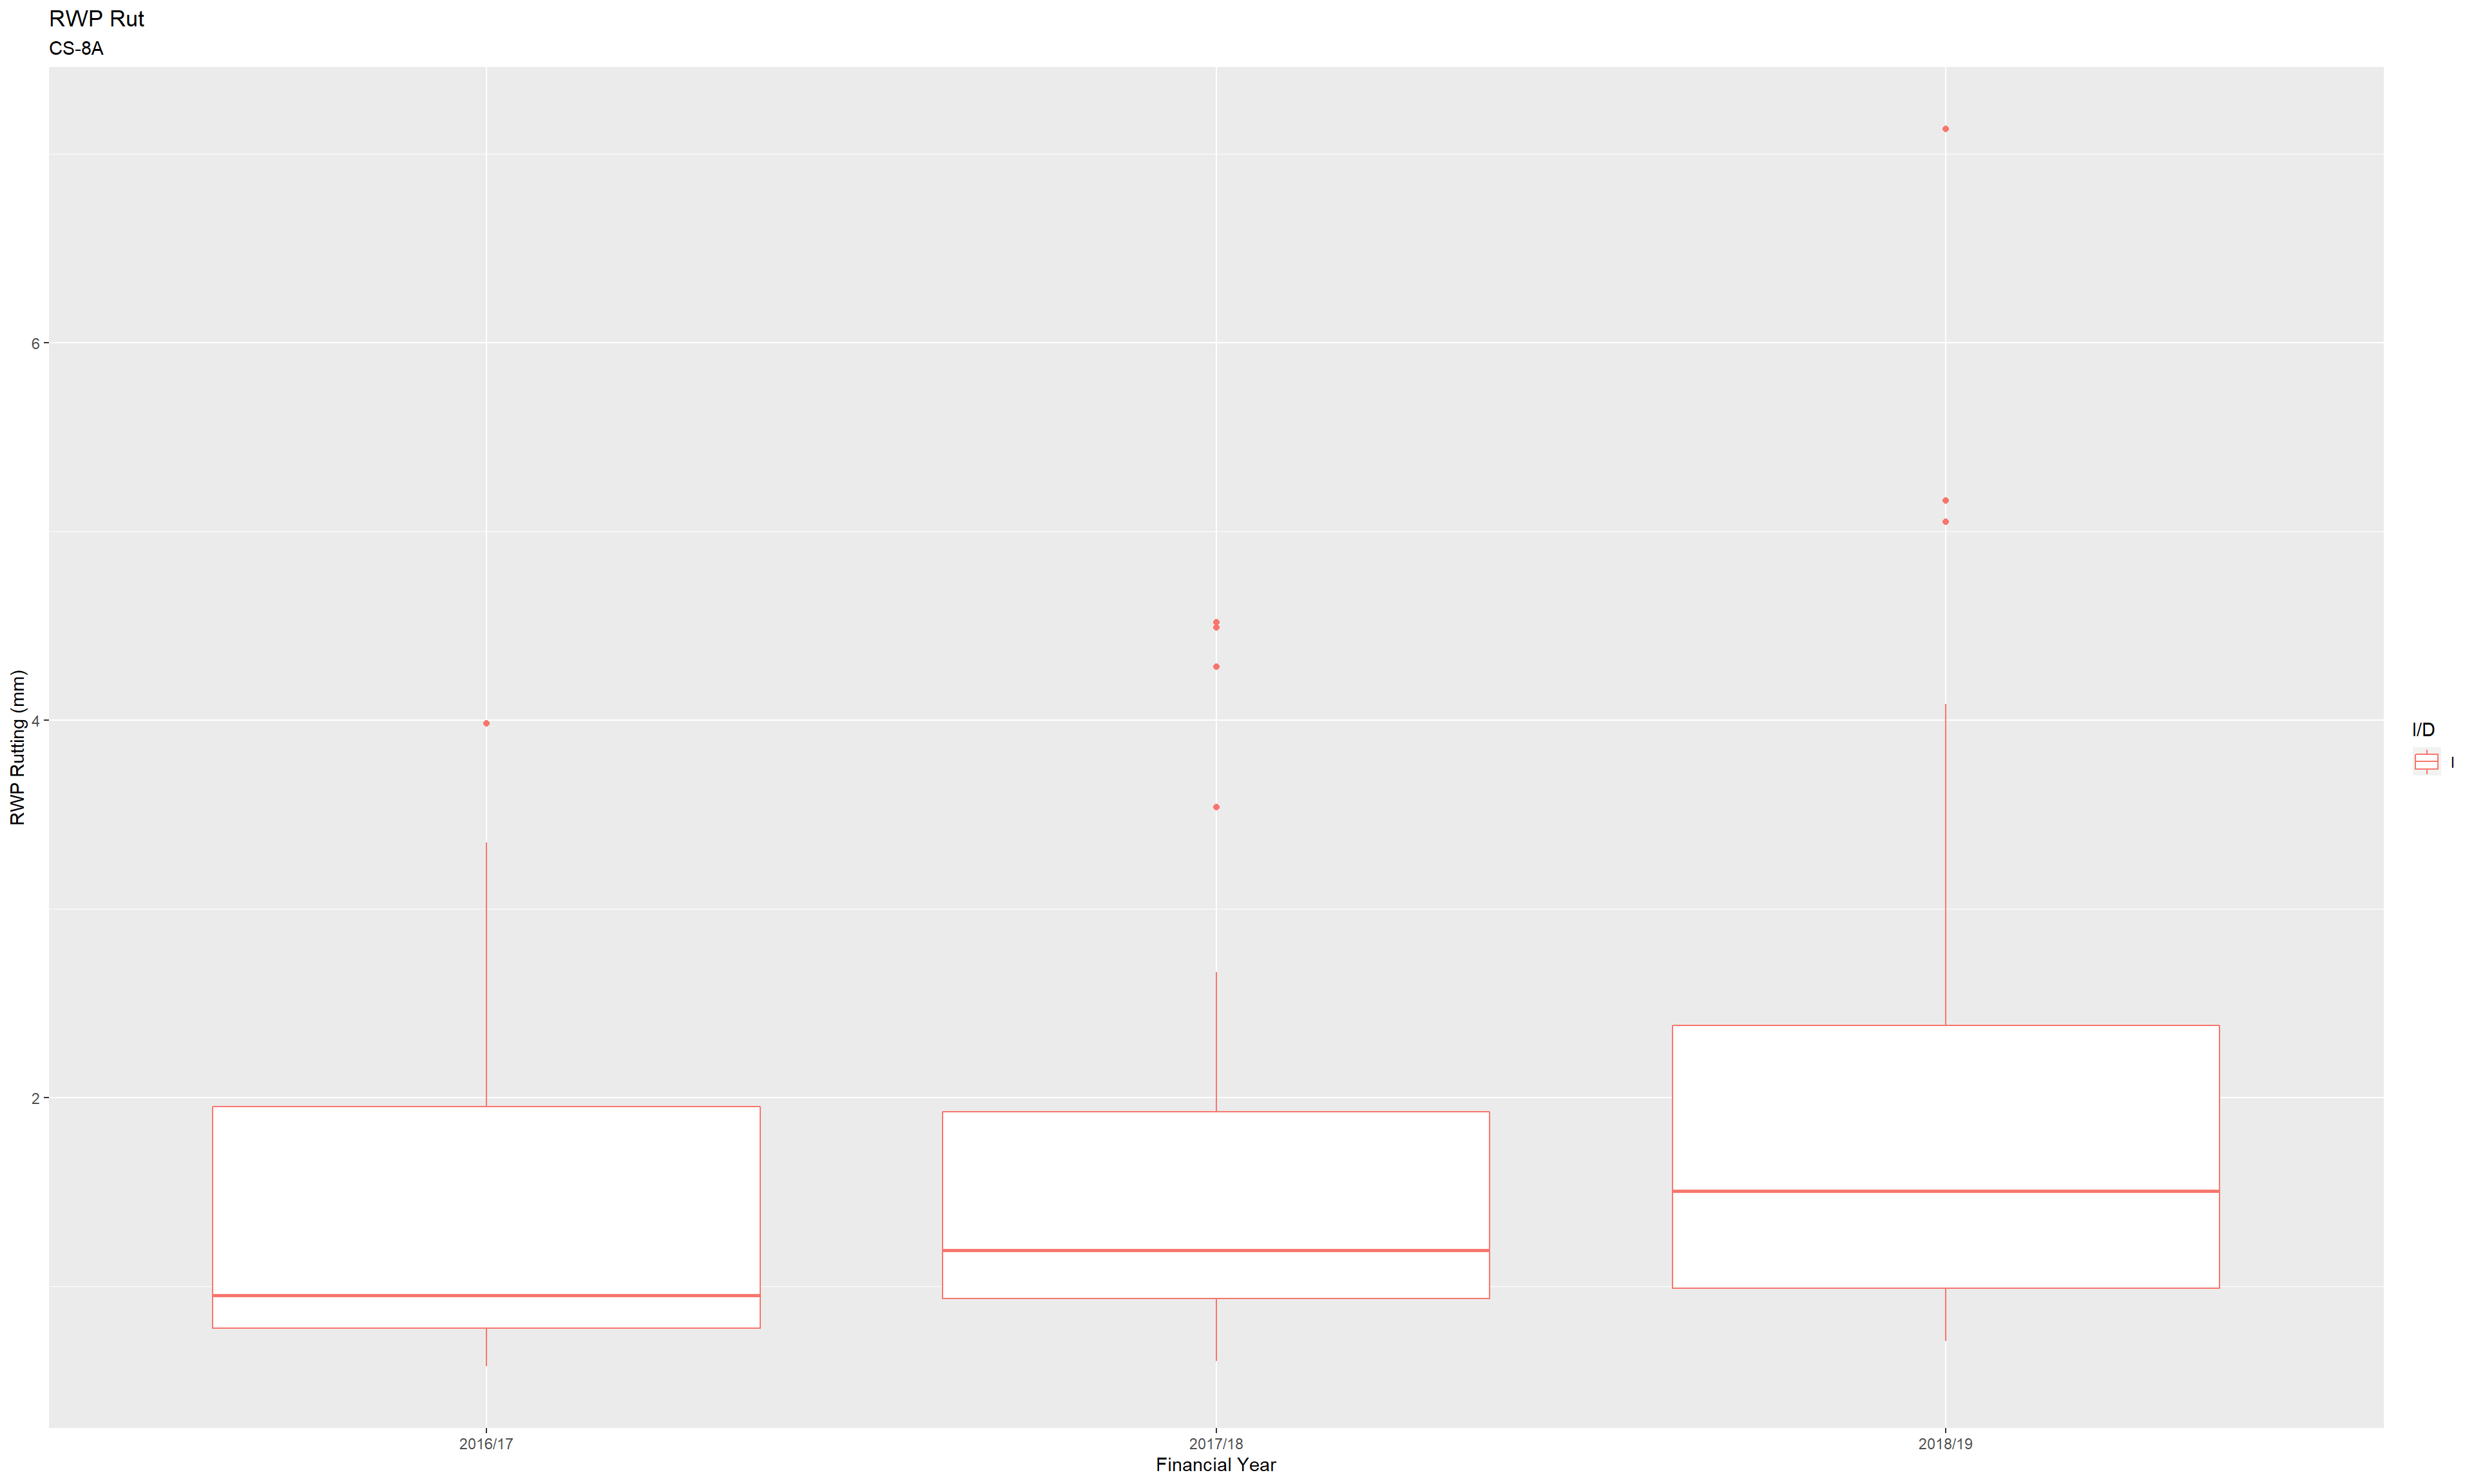 RWP Rut
CS-8A
RWP Rutting (mm)
6
4
2
2016/17
2017/18
2018/19
Financial Year
I/D
I